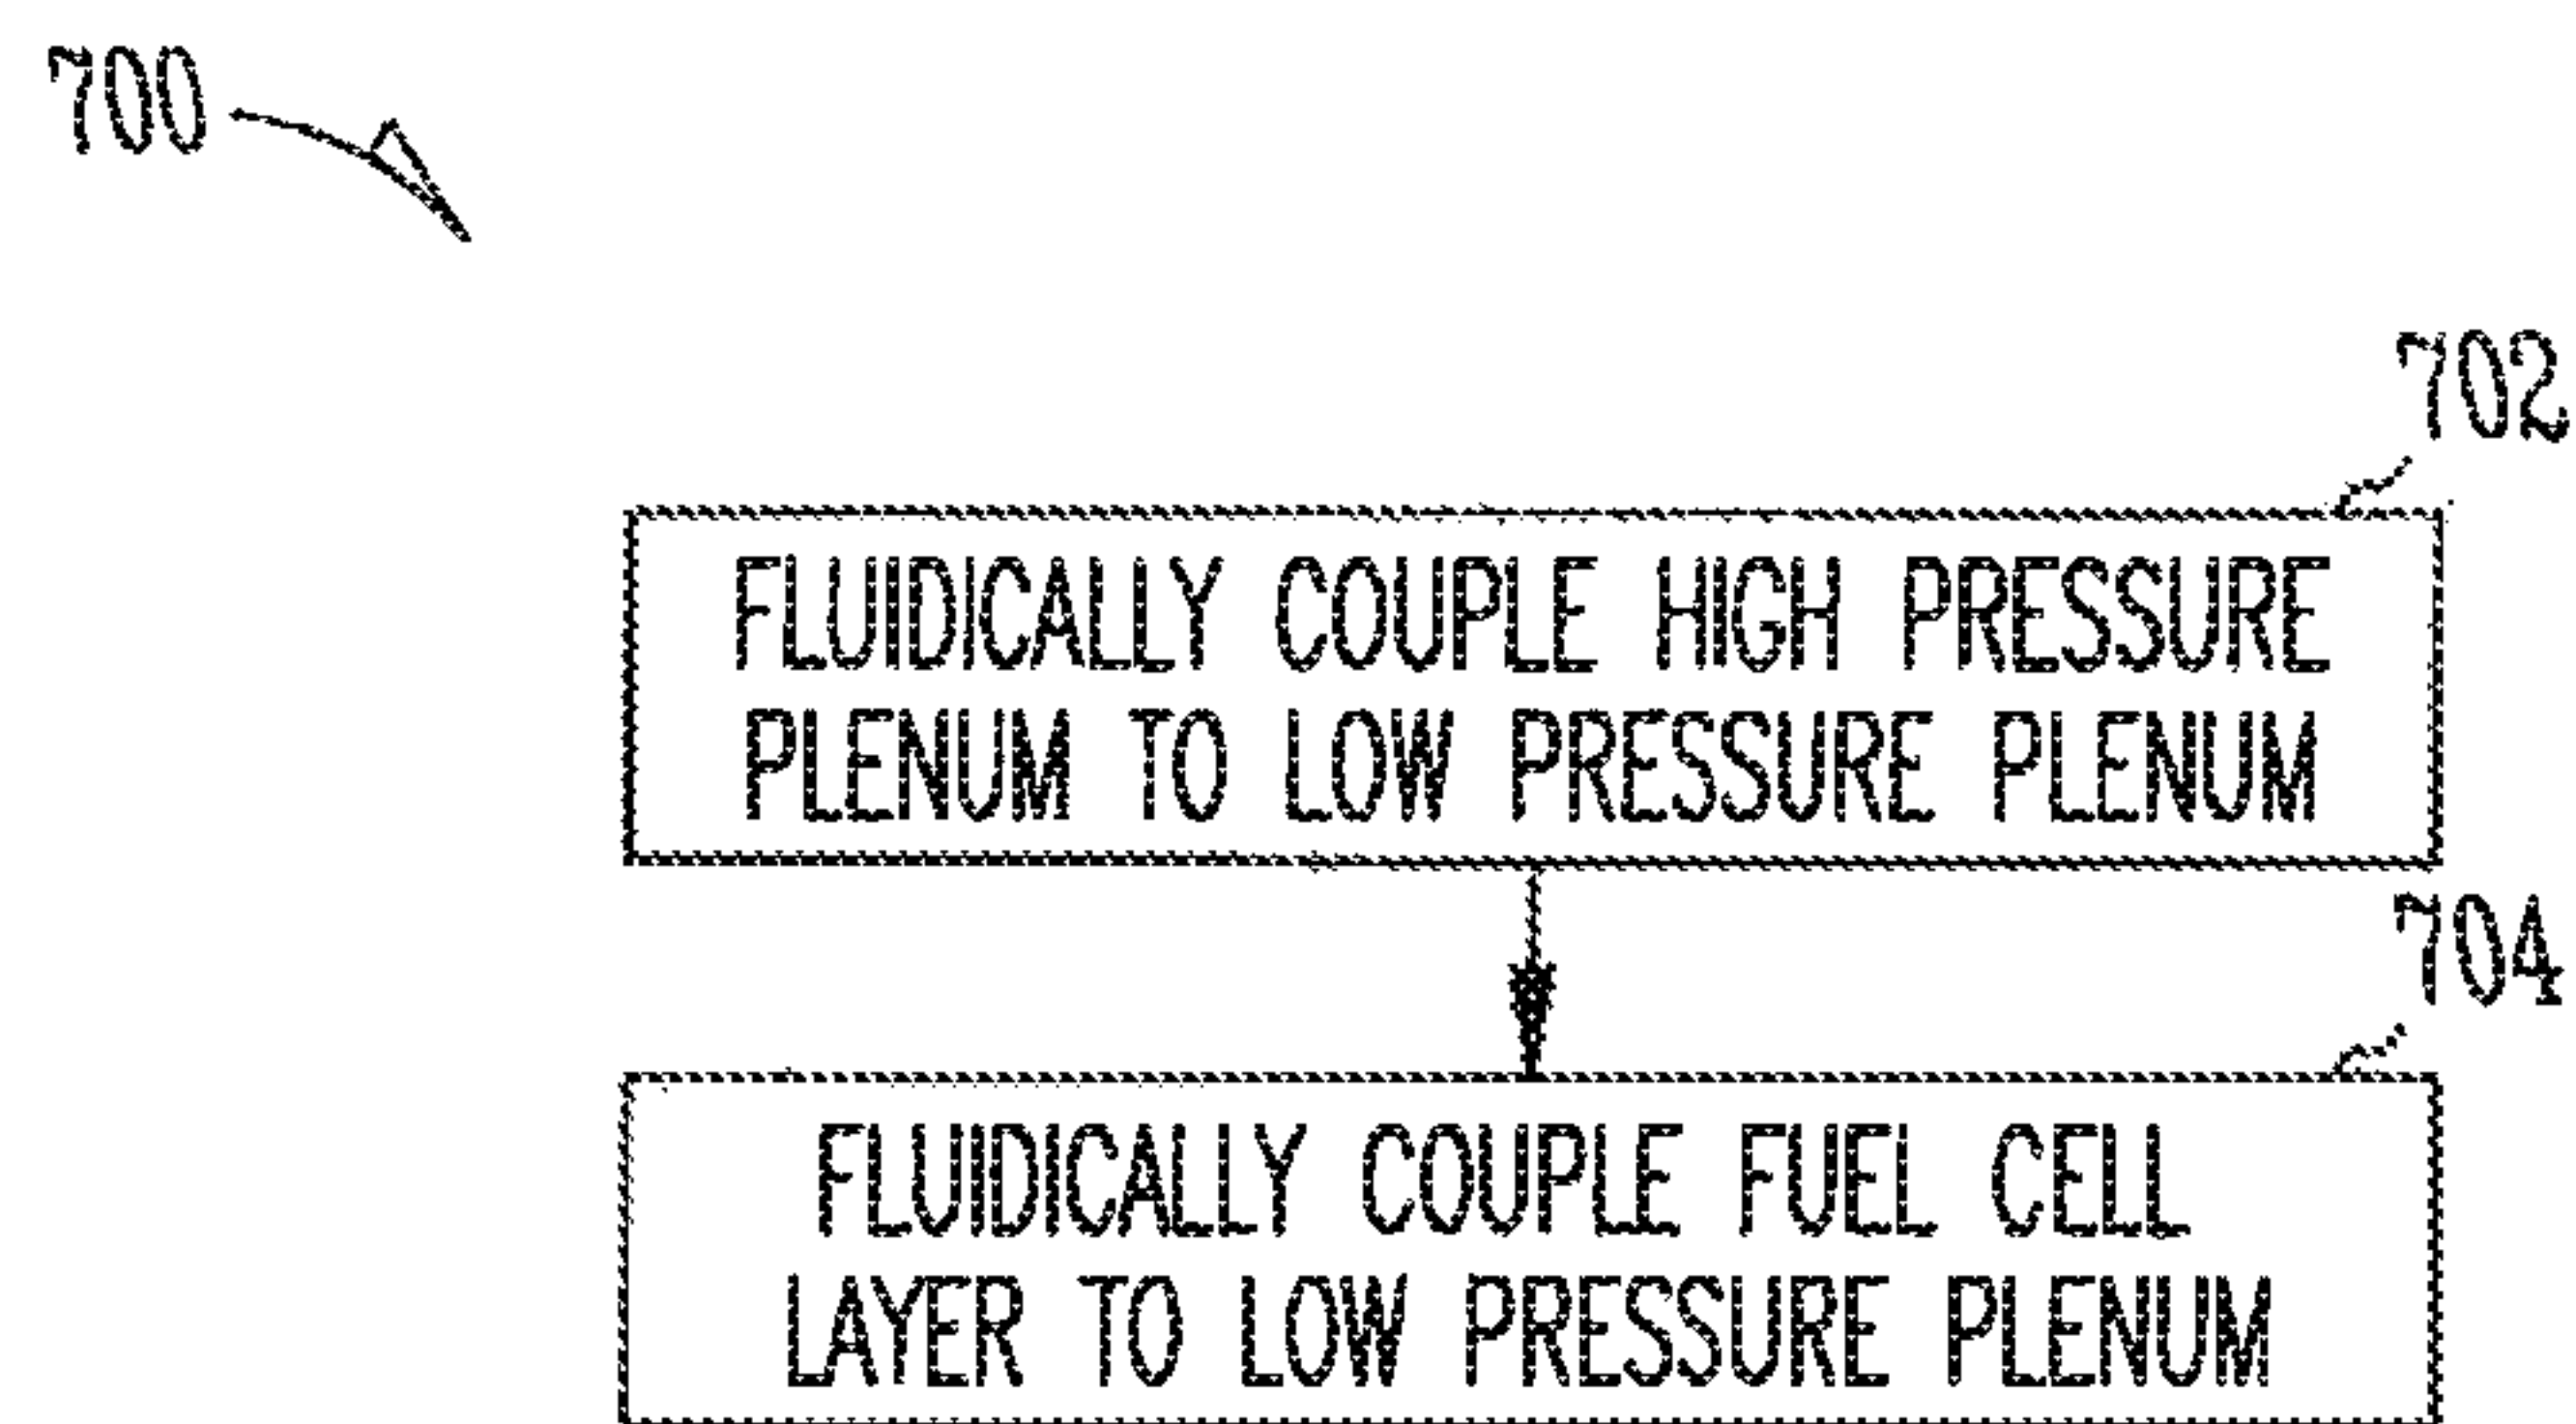 700
702
FLUIDICALLY COUPLE HIGH PRESSURE
PLENUM TO LOW PRESSURE PLENUM
704
FLUIDICALLY COUPLE FUEL CELL
LAYER TO LOW PRESSURE PLENUM